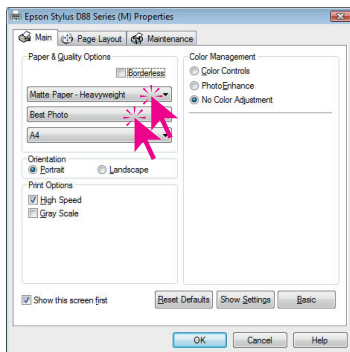 Epson Stylus D88 Series (M) Properties
Main Page Layout Maintenance
Paper & Quality Options
Borderless
Matte Paper - Heavyweight
Best Photo
A4
Orientation
Portrait Landscape
Print Options
High Speed
Gray Scale
Color Management
Color Controls
PhotoEnhance
No Color Adjustment
Show this screen first
Reset Defaults Show Settings Basic
OK Cancel Help